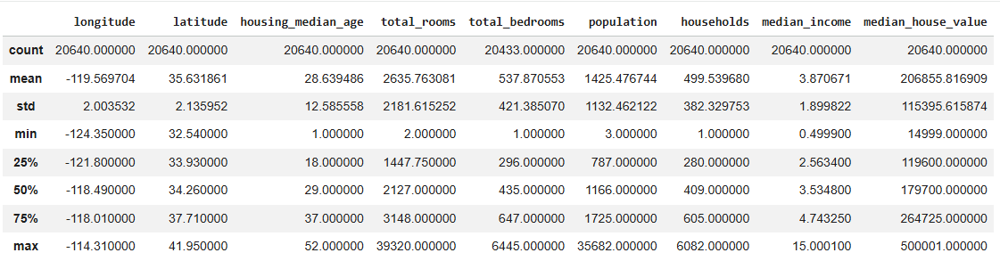 longitude latitude housing_median_age total_rooms total_bedrooms population households median_income median_house_value
count 20640.000000 20640.000000 20640.000000 20640.000000 20433.000000 20640.000000 20640.000000 20640.000000 20640.000000
mean -119.569704 35.631861 28.639486 2635.763081 537.870553 1425.476744 499.539680 3.870671 206855.816909
std 2.003532 2.135952 12.585558 2181.615252 421.385070 1132.462122 382.329753 1.899822 115395.615874
min -124.350000 32.540000 1.000000 2.000000 1.000000 3.000000 1.000000 0.499900 14999.000000
25% -121.800000 33.930000 18.000000 1447.750000 296.000000 787.000000 280.000000 2.563400 119600.000000
50% -118.490000 34.260000 29.000000 2127.000000 435.000000 1166.000000 409.000000 3.534800 179700.000000
75% -118.010000 37.710000 37.000000 3148.000000 647.000000 1725.000000 605.000000 4.743250 264725.000000
max -114.310000 41.950000 52.000000 39320.000000 6445.000000 35682.000000 6082.000000 15.000100 500001.000000